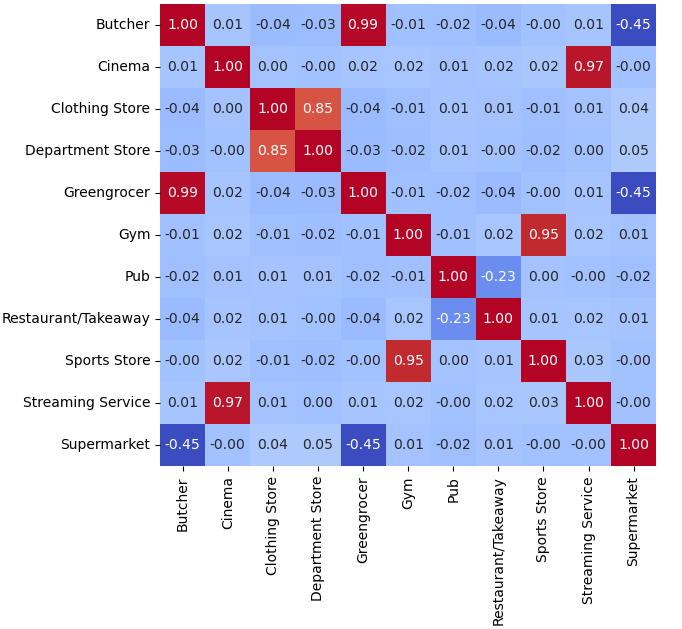 Butcher 1.00 0.01 -0.04 -0.03 0.99 -0.01 -0.02 -0.04 -0.00 0.01 -0.45
Cinema 0.01 1.00 0.00 -0.00 0.02 0.02 0.01 0.02 0.02 0.97 -0.00
Clothing Store -0.04 0.00 1.00 0.85 -0.04 -0.01 0.01 0.01 -0.01 0.01 0.04
Department Store -0.03 -0.00 0.85 1.00 -0.03 -0.02 0.01 -0.00 -0.02 0.00 0.05
Greengrocer 0.99 0.02 -0.04 -0.03 1.00 -0.01 -0.02 -0.04 -0.00 0.01 -0.45
Gym -0.01 0.02 -0.01 -0.02 -0.01 1.00 -0.01 0.02 0.95 0.02 0.01
Pub -0.02 0.01 0.01 0.01 -0.02 -0.01 1.00 -0.23 0.00 -0.00 -0.02
Restaurant/Takeaway -0.04 0.02 0.01 -0.00 -0.04 0.02 -0.23 1.00 0.01 0.02 0.01
Sports Store -0.00 0.02 -0.01 -0.02 -0.00 0.95 0.00 0.01 1.00 0.03 -0.00
Streaming Service 0.01 0.97 0.01 0.00 0.01 0.02 -0.00 0.02 0.03 1.00 -0.00
Supermarket -0.45 -0.00 0.04 0.05 -0.45 0.01 -0.02 0.01 -0.00 -0.00 1.00
Butcher
Cinema
Clothing Store
Department Store
Greengrocer
Gym
Pub
Restaurant/Takeaway
Sports Store
Streaming Service
Supermarket